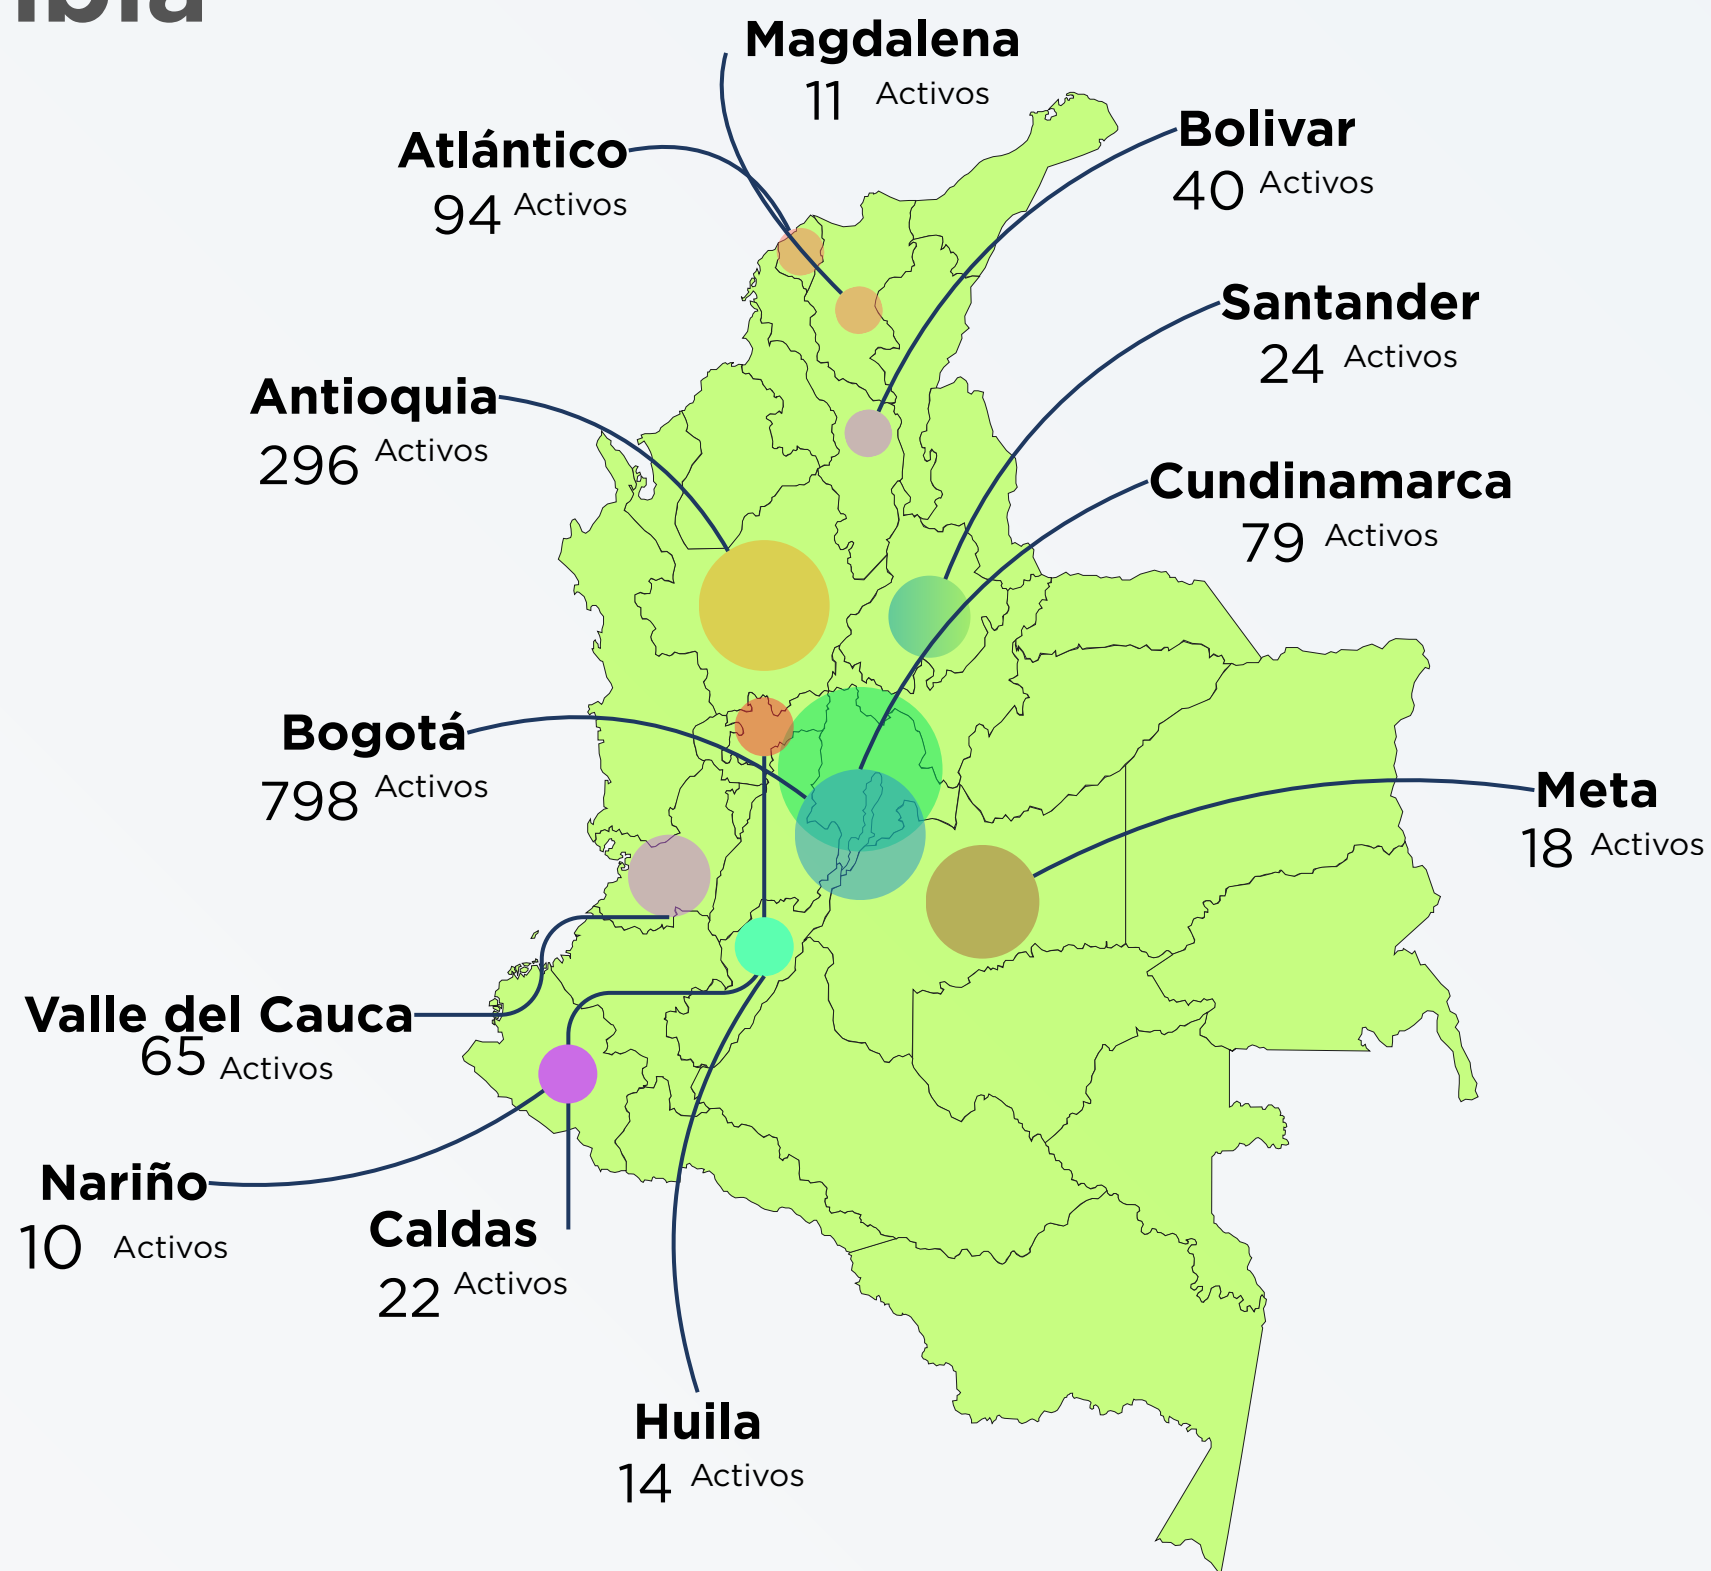 Magdalena
11 Activos
Atlántico
94 Activos
Bolivar
40 Activos
Santander
24 Activos
Antioquia
296 Activos
Cundinamarca
79 Activos
Bogotá
798 Activos
Meta
18 Activos
Valle del Cauca
65 Activos
Nariño
10 Activos
Caldas
22 Activos
Huila
14 Activos